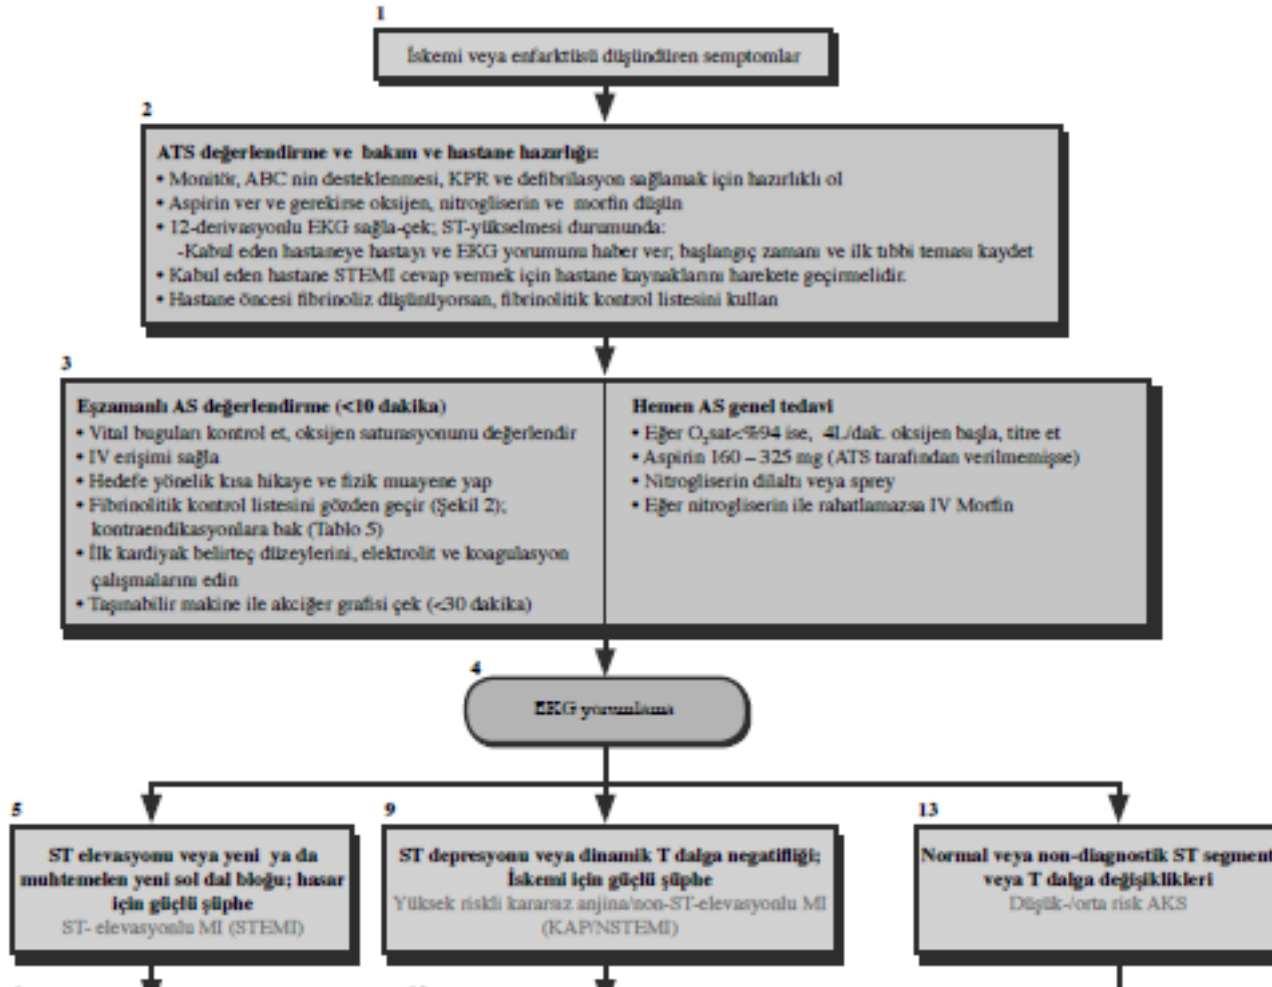 1
İskemi veya enfarktüsü düşündüren semptomlar
2
ATS değerlendirme ve bakım ve hastane hazırlığı:
• Monitör, ABC nin desteklenmesi, KPR ve defibrilasyon sağlamak için hazırlıklı ol
• Aspirin ver ve gerekirse oksijen, nitrogliserin ve morfin düşün
• 12-derivasyonlu EKG sağla-çek; ST-yükselmesi durumunda:
-Kabul eden hastaneye hastayı ve EKG yorumunu haber ver; başlangıç zamanı ve ilk tıbbi teması kaydet
• Kabul eden hastane STEMI cevap vermek için hastane kaynaklarını harekete geçirmelidir.
• Hastane öncesi fibrinoliz düşünüyorsan, fibrinolitik kontrol listesini kullan
3
Eşzamanlı AS değerlendirme (<10 dakika)
• Vital buguları kontrol et, oksijen saturasyonunu değerlendir
• IV erişimi sağla
• Hedefe yönelik kısa hikaye ve fizik muayene yap
• Fibrinolitik kontrol listesini gözden geçir (Şekil 2);
kontraendikasyonlara bak (Tablo 5)
• İlk kardiyak belirteç düzeylerini, elektrolit ve koagulasyon
çalışmalarını edin
• Taşınabilir makine ile akciğer grafisi çek (<30 dakika)
Hemen AS genel tedavi
• Eğer O₂sat<%94 ise, 4L/dak. oksijen başla, titre et
• Aspirin 160 – 325 mg (ATS tarafından verilmemişse)
• Nitrogliserin dilaltı veya sprey
• Eğer nitrogliserin ile rahatlamazsa IV Morfin
4
EKG yorumlama
5
ST elevasyonu veya yeni ya da
muhtemelen yeni sol dal bloğu; hasar
için güçlü şüphe
ST- elevasyonlu MI (STEMI)
9
ST depresyonu veya dinamik T dalga negatifliği;
İskemi için güçlü şüphe
Yüksek riskli kararsız anjina/non-ST-elevasyonlu MI
(KAP/NSTEMI)
13
Normal veya non-diagnostik ST segment
veya T dalga değişiklikleri
Düşük-/orta risk AKS